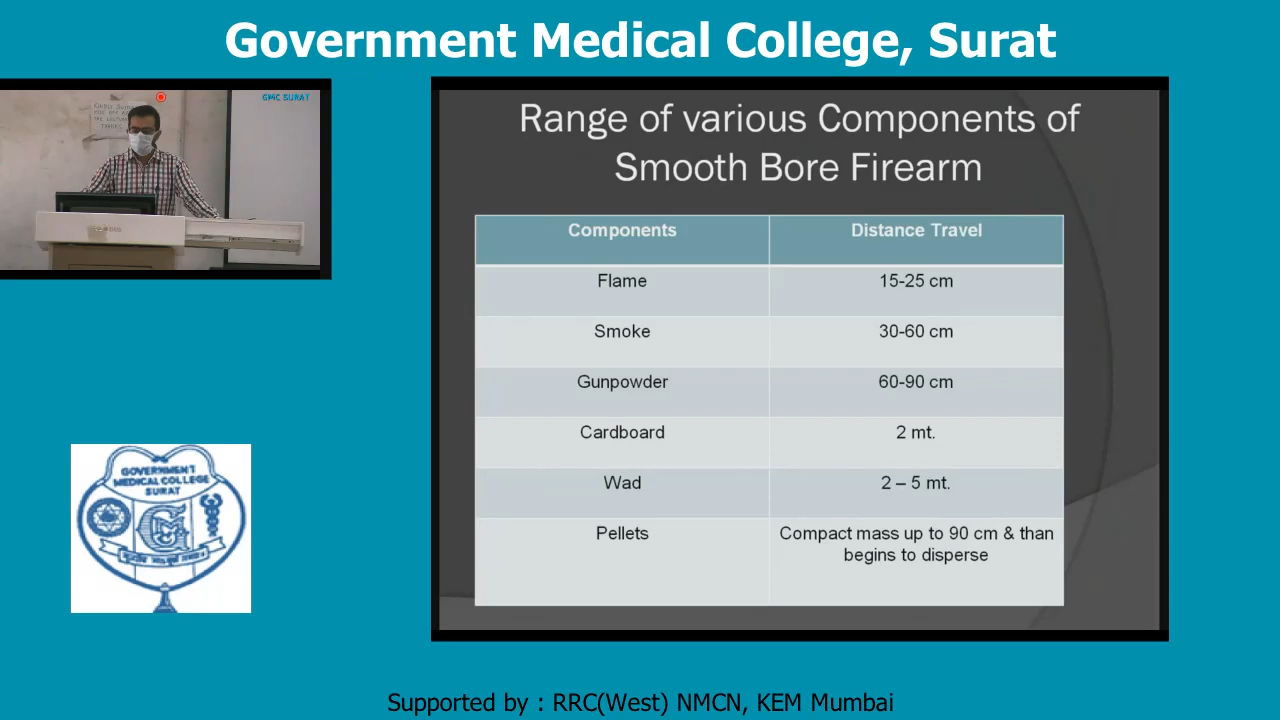 Government Medical College, Surat
GMC SURAT
Range of various Components of
Smooth Bore Firearm
Components Distance Travel
Flame 15-25 cm
Smoke 30-60 cm
Gunpowder 60-90 cm
Cardboard 2 mt.
Wad 2 – 5 mt.
Pellets Compact mass up to 90 cm & than
begins to disperse
GOVERNMENT
MEDICAL COLLEGE
SURAT
Supported by : RRC(West) NMCN, KEM Mumbai